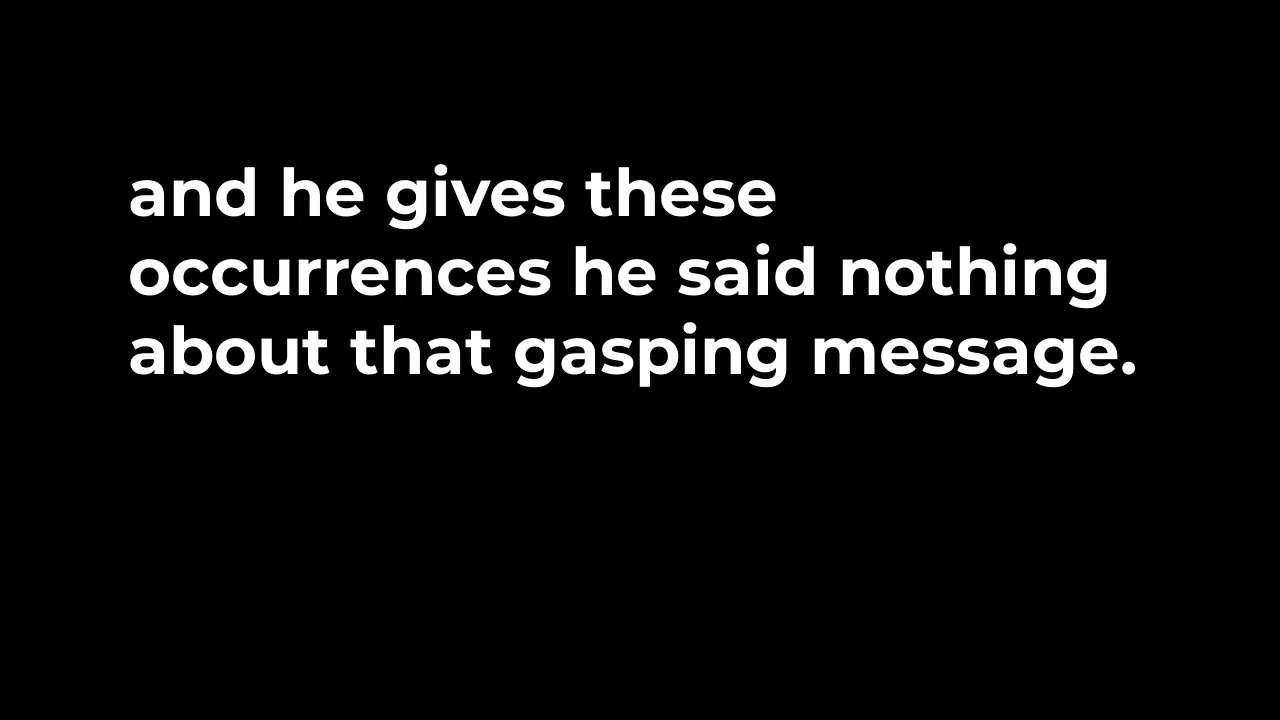 and he gives these
occurrences he said nothing
about that gasping message.